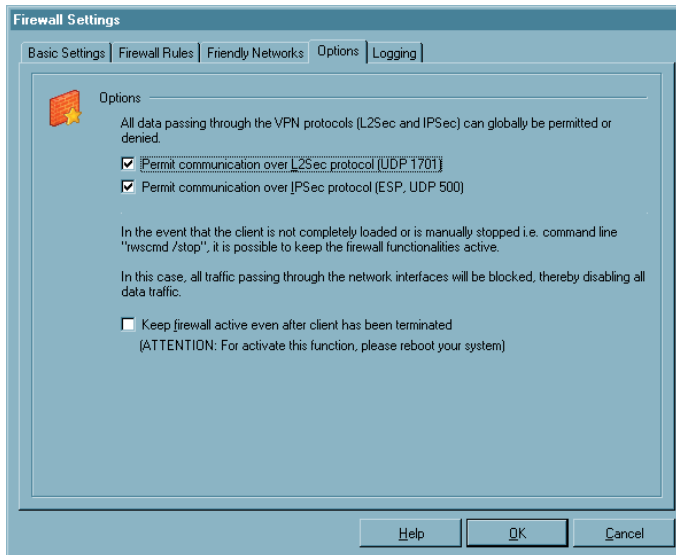 Firewall Settings
Basic Settings
Firewall Rules
Friendly Networks
Options
Logging
Options
All data passing through the VPN protocols (L2Sec and IPSec) can globally be permitted or
denied.
Permit communication over L2Sec protocol (UDP 1701)
Permit communication over IPSec protocol (ESP, UDP 500)
In the event that the client is not completely loaded or is manually stopped i.e. command line
"rwscmd /stop", it is possible to keep the firewall functionalities active.
In this case, all traffic passing through the network interfaces will be blocked, thereby disabling all
data traffic.
Keep firewall active even after client has been terminated
(ATTENTION: For activate this function, please reboot your system)
Help
OK
Cancel